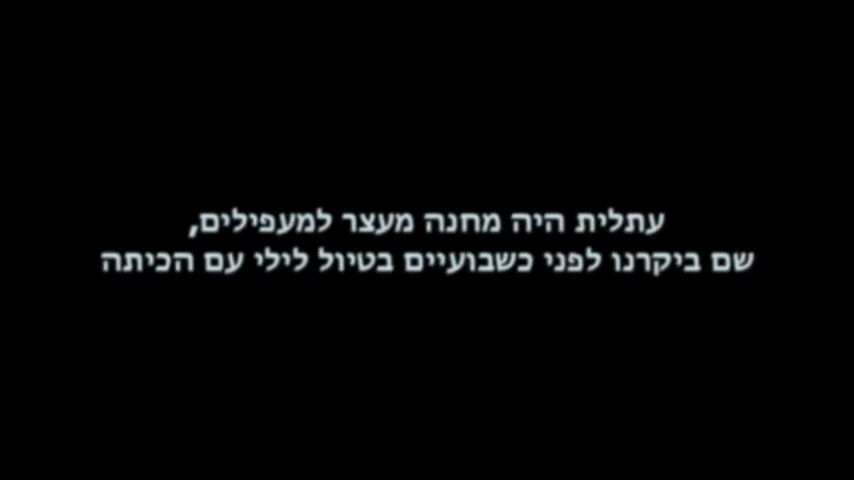 עתלית היה מחנה מעצר למעפילים,
שם ביקרנו לפני כשבועיים בטיול לילי עם הכיתה